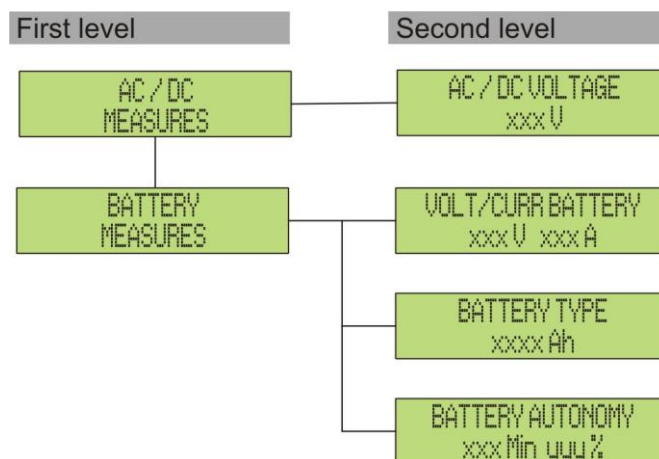 First level
Second level
AC / DC
MEASURES
AC / DC VOLTAGE
xxx V
BATTERY
MEASURES
VOLT/CURR BATTERY
xxx V xxx A
BATTERY TYPE
xxxx Ah
BATTERY AUTONOMY
xxx Min yyy %